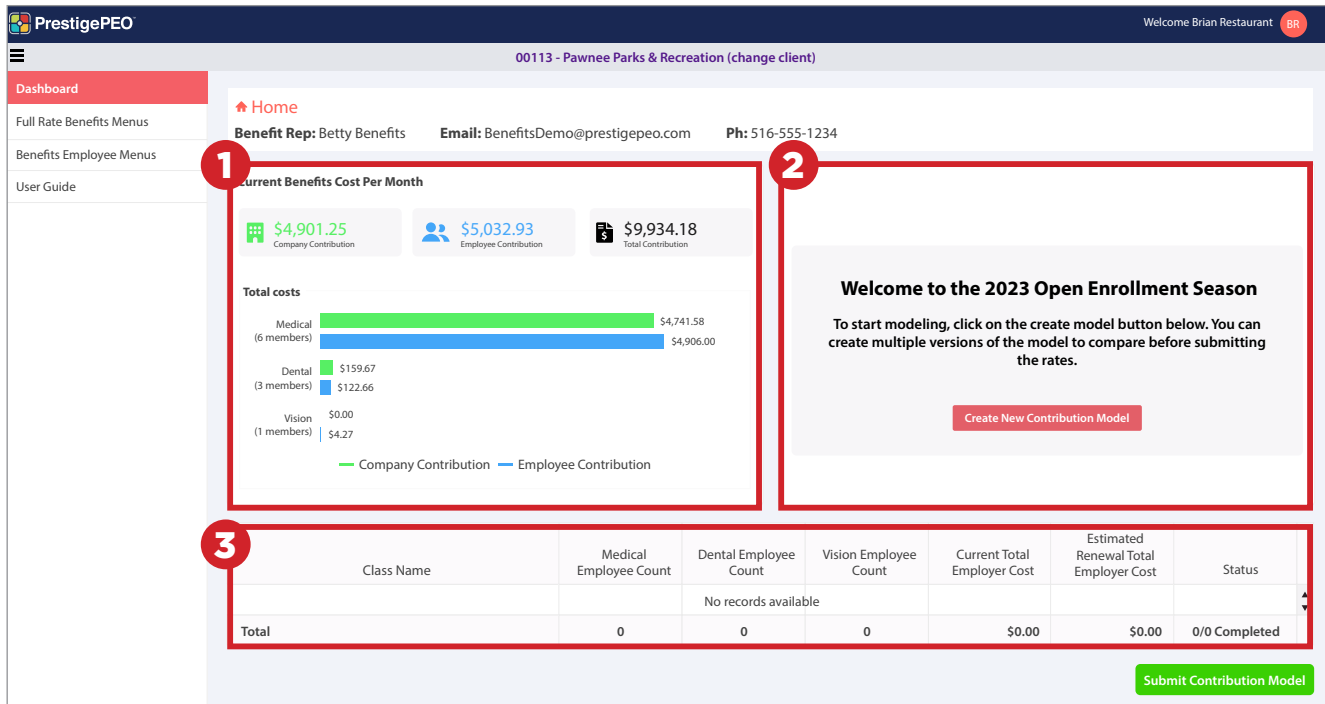 PrestigePEO
Welcome Brian Restaurant
BR
00113 - Pawnee Parks & Recreation (change client)
Dashboard
Full Rate Benefits Menus
Benefits Employee Menus
User Guide
Home
Benefit Rep: Betty Benefits Email: BenefitsDemo@prestigepeo.com Ph: 516-555-1234
1
Current Benefits Cost Per Month
$4,901.25
Company Contribution
$5,032.93
Employee Contribution
$9,934.18
Total Contribution
Total costs
Medical
(6 members)
$4,741.58
$4,906.00
Dental
(3 members)
$159.67
$122.66
Vision
(1 members)
$0.00
$4.27
Company Contribution Employee Contribution
2
Welcome to the 2023 Open Enrollment Season
To start modeling, click on the create model button below. You can
create multiple versions of the model to compare before submitting
the rates.
Create New Contribution Model
3
Class Name
Medical
Employee Count
Dental Employee
Count
Vision Employee
Count
Current Total
Employer Cost
Estimated
Renewal Total
Employer Cost
Status
No records available
Total 0 0 0 $0.00 $0.00 0/0 Completed
Submit Contribution Model